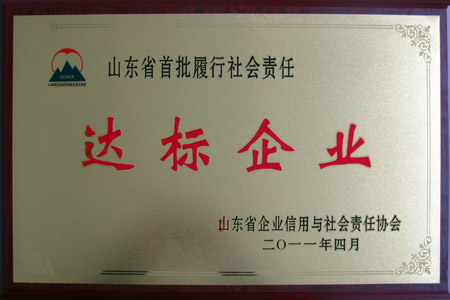 山东省首批履行社会责任
达标企业
山东省企业信用与社会责任协会
二〇一一年四月